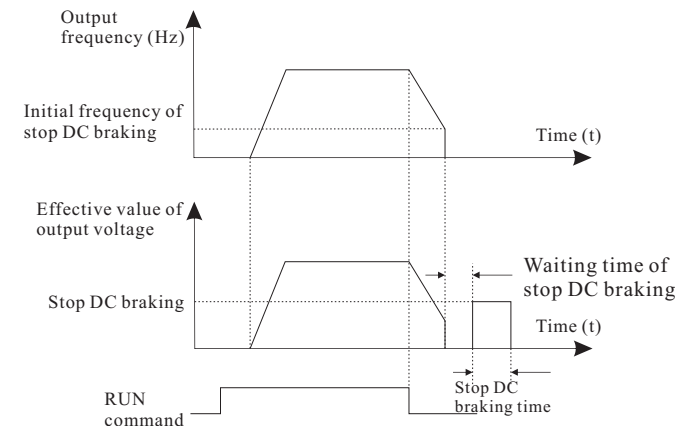 Output
frequency (Hz)
Initial frequency of
stop DC braking
Time (t)
Effective value of
output voltage
Waiting time of
stop DC braking
Stop DC braking
Time (t)
Stop DC
braking time
RUN
command